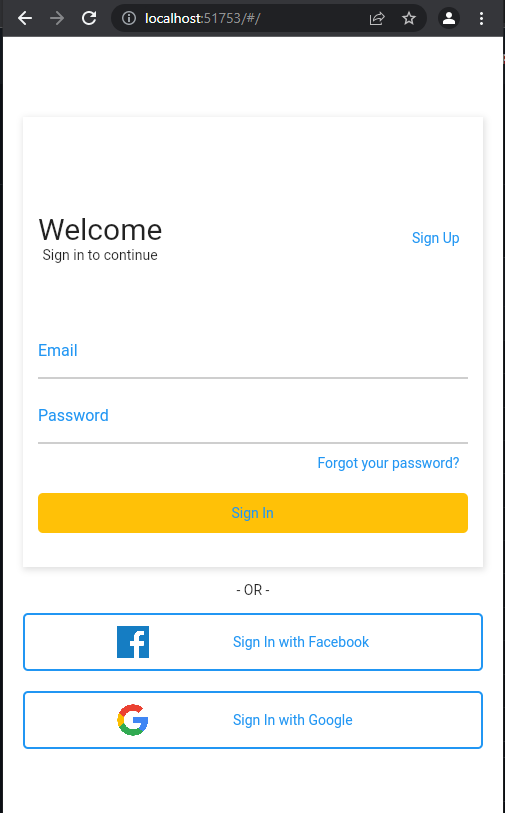 localhost:51753/#/
Welcome
Sign Up
Sign in to continue
Email
Password
Forgot your password?
Sign In
- OR -
Sign In with Facebook
Sign In with Google